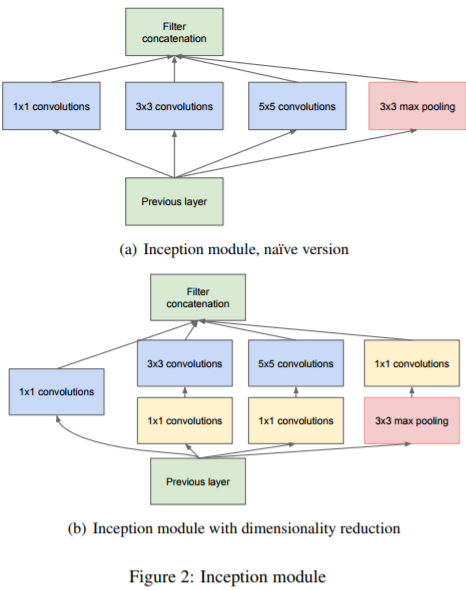 Filter
concatenation
1x1 convolutions
3x3 convolutions
5x5 convolutions
3x3 max pooling
Previous layer
(a) Inception module, naïve version
Filter
concatenation
3x3 convolutions
5x5 convolutions
1x1 convolutions
1x1 convolutions
1x1 convolutions
1x1 convolutions
3x3 max pooling
Previous layer
(b) Inception module with dimensionality reduction
Figure 2: Inception module